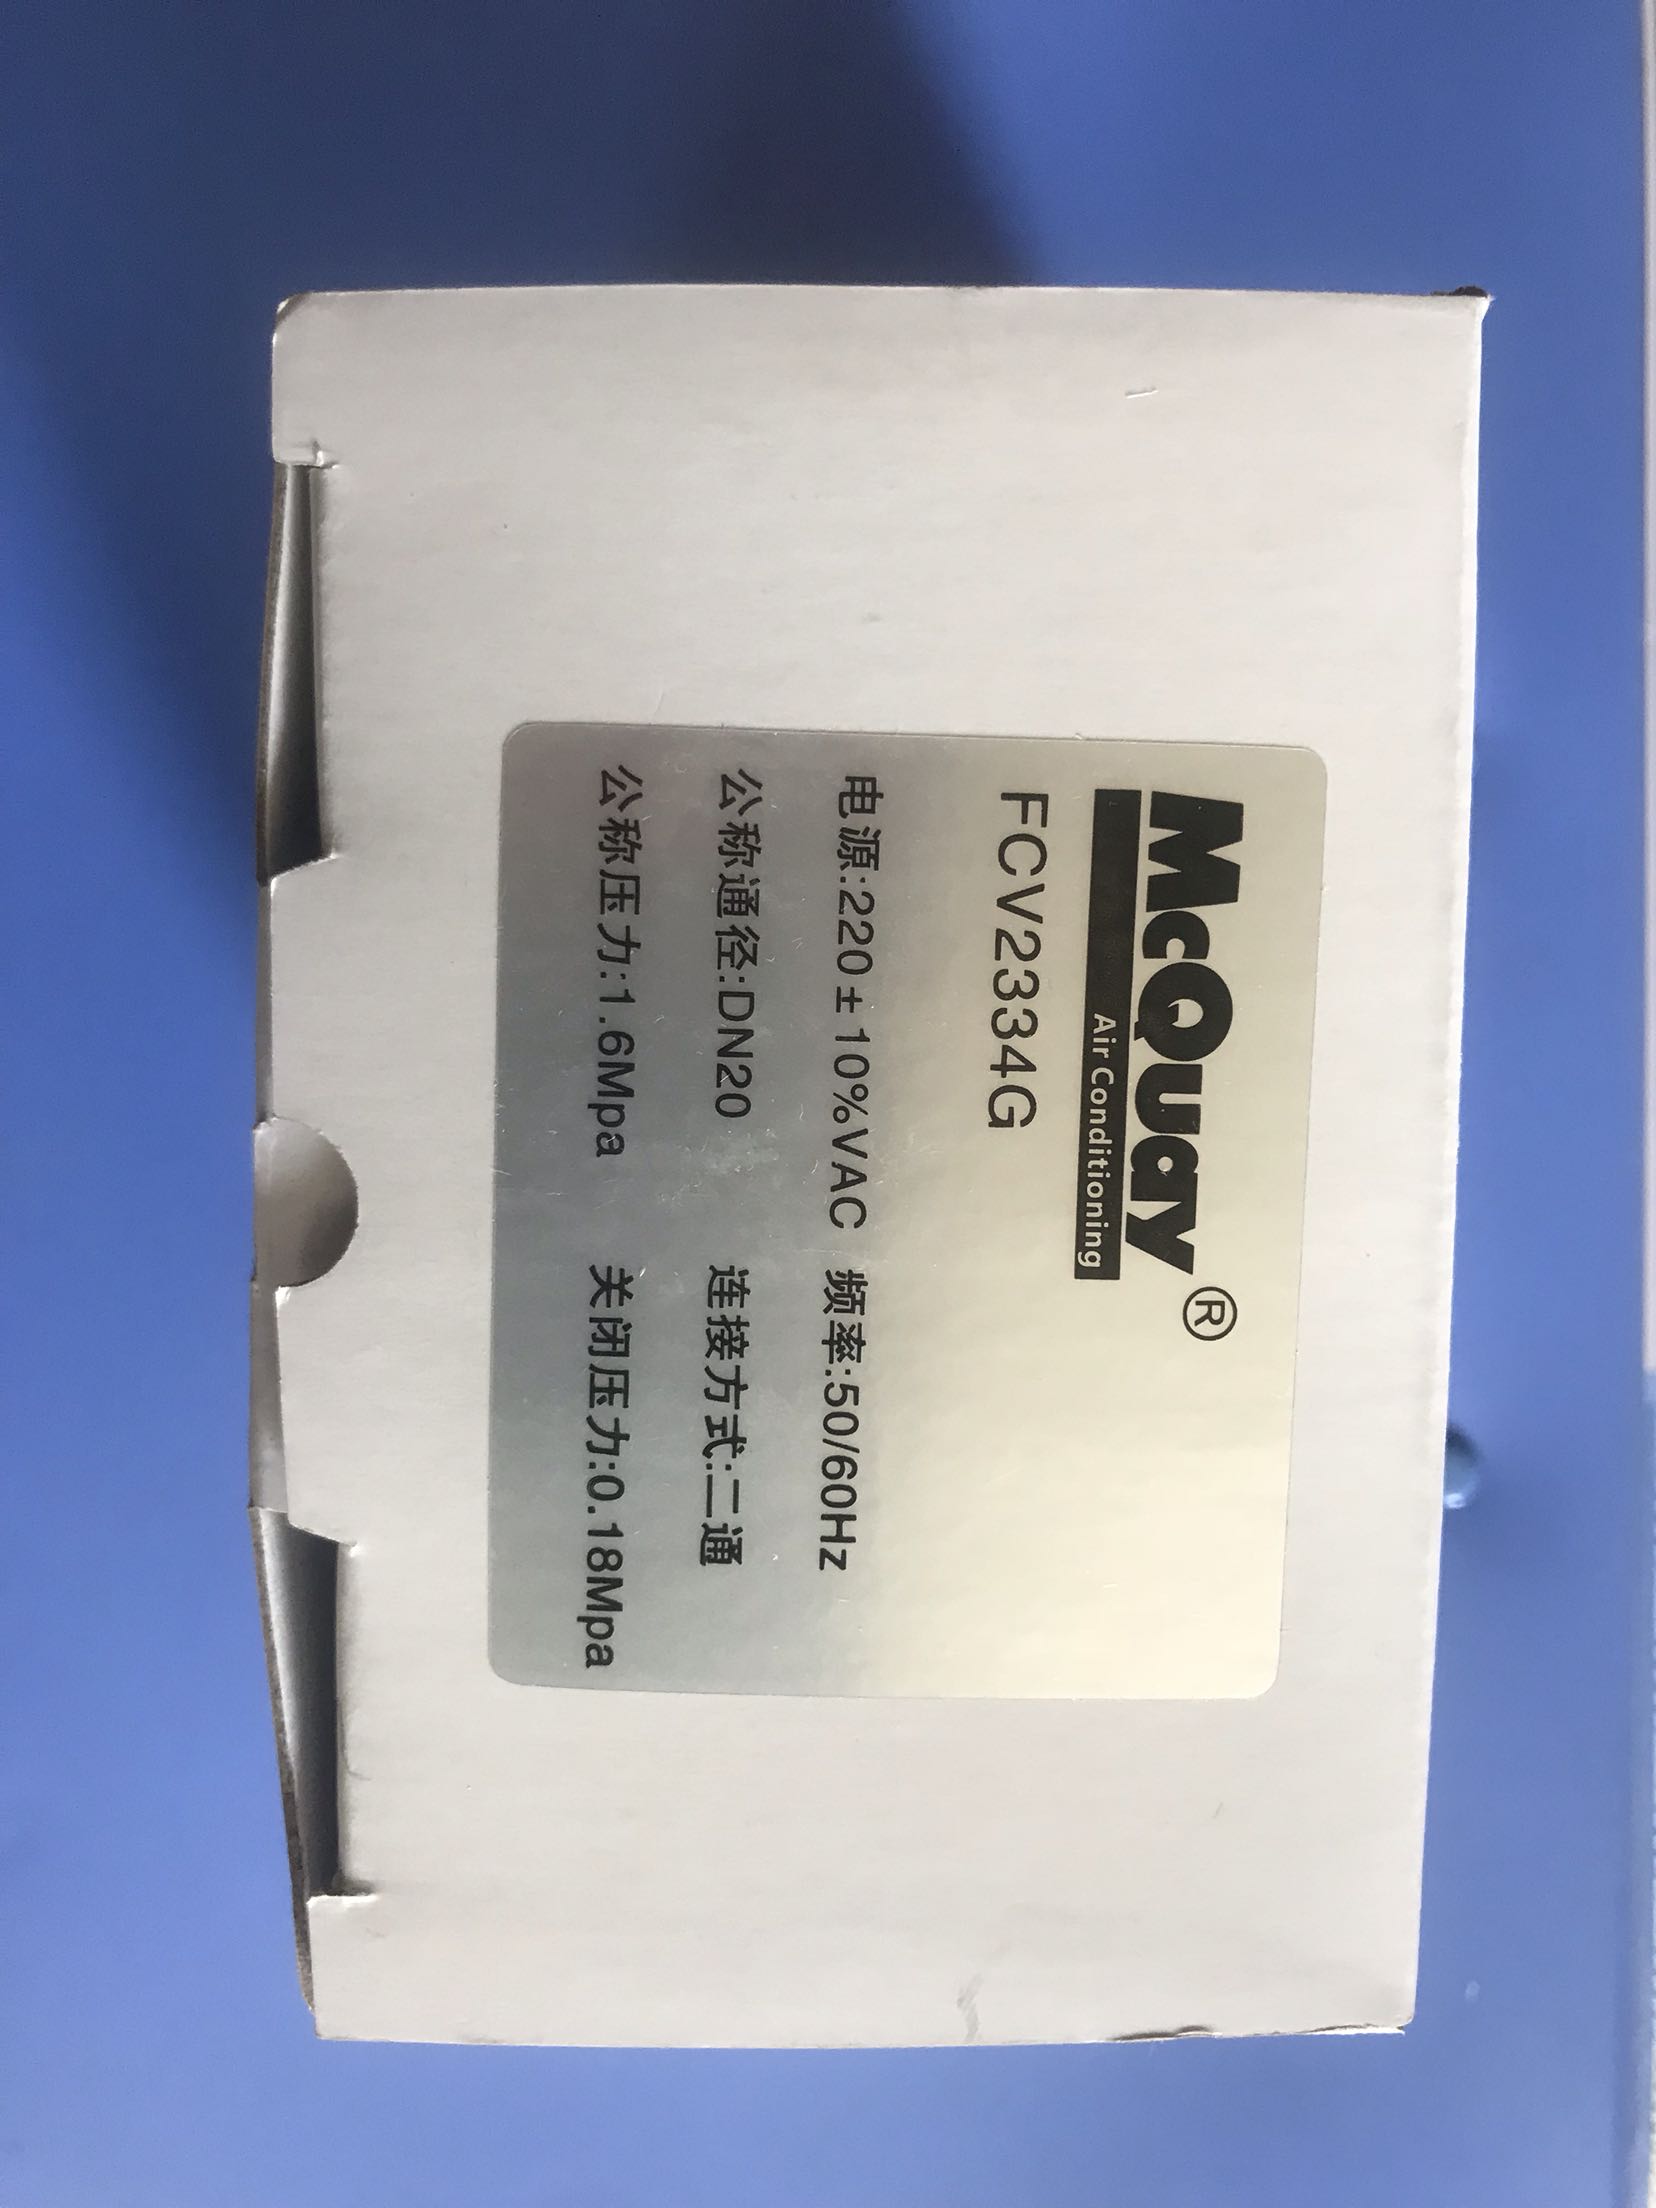 McQuay®
Air Conditioning
FCV2334G
电源:220±10%VAC 频率:50/60Hz
公称通径:DN20 连接方式:二通
公称压力:1.6Mpa 关闭压力:0.18Mpa